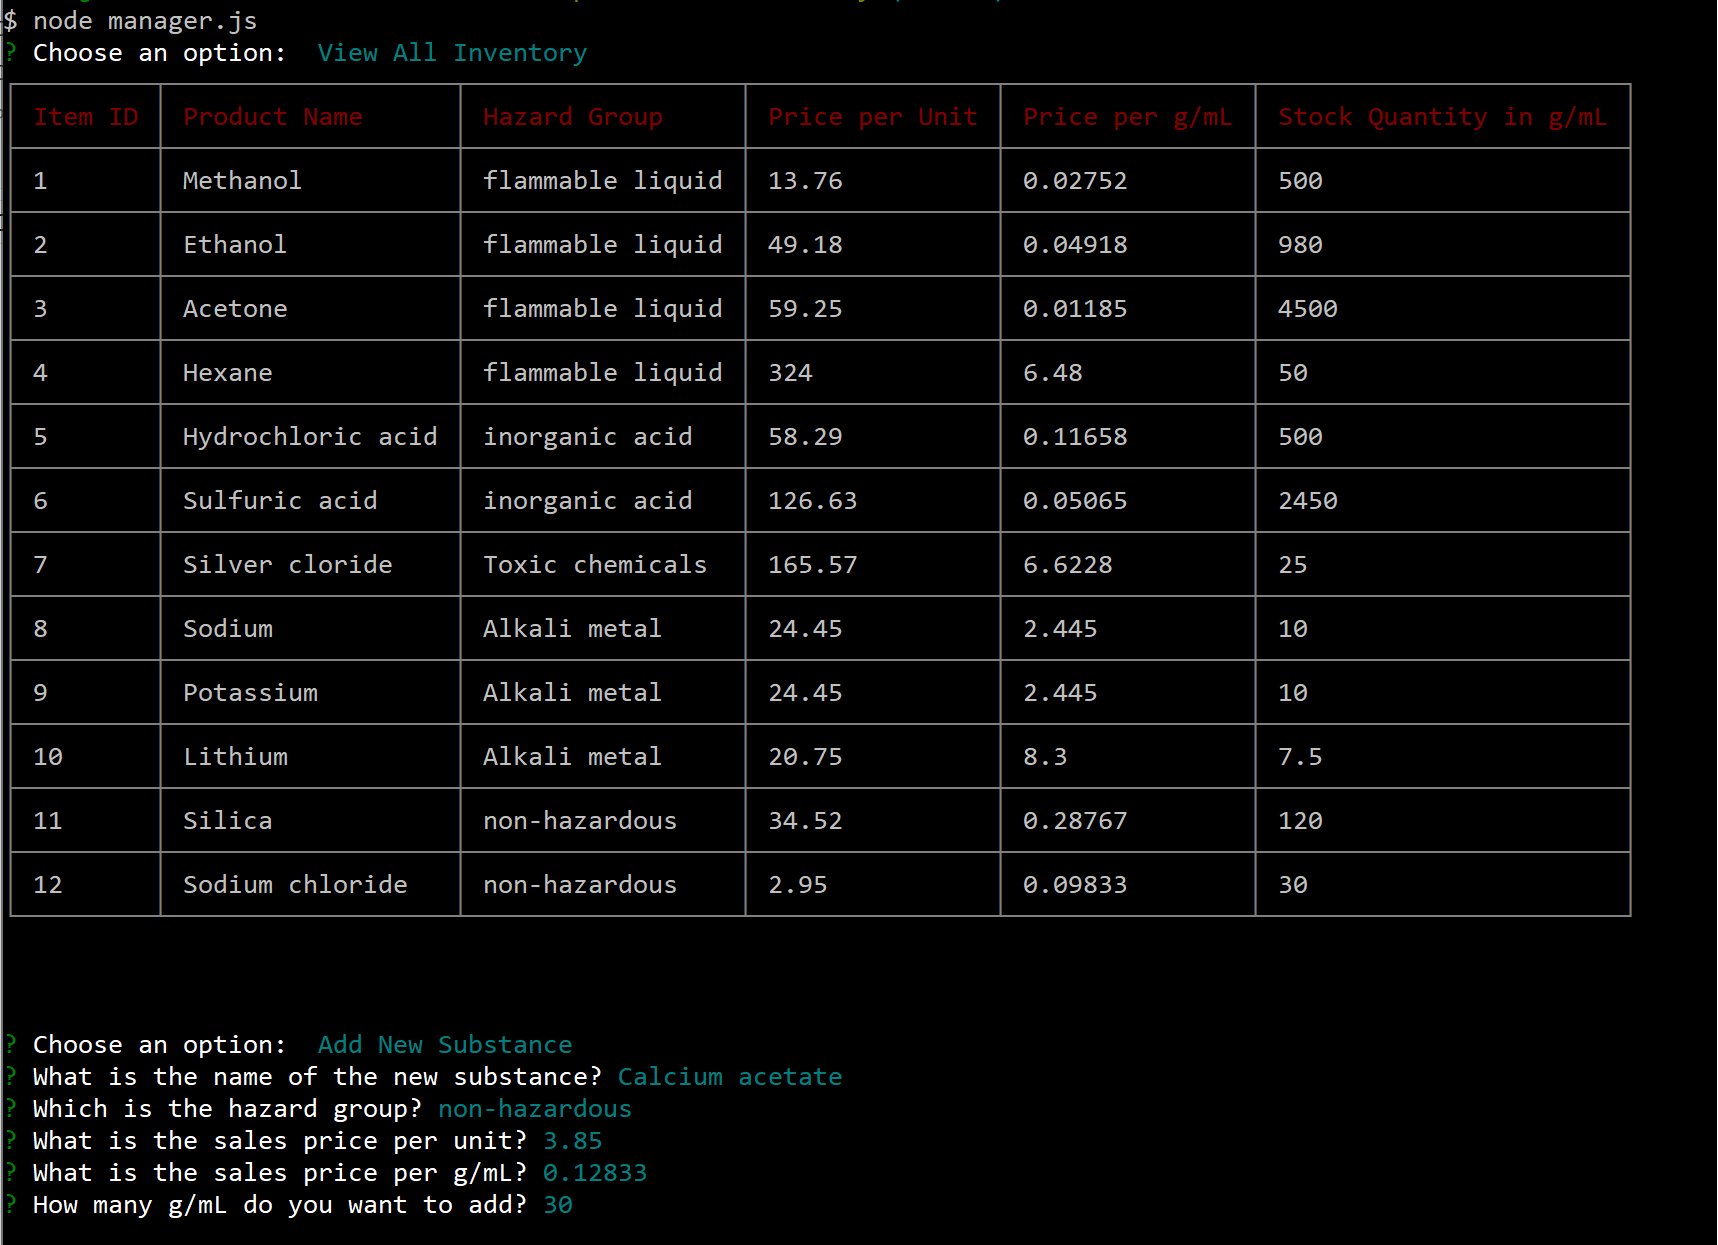 $ node manager.js
? Choose an option: View All Inventory
Item ID Product Name Hazard Group Price per Unit Price per g/mL Stock Quantity in g/mL
1 Methanol flammable liquid 13.76 0.02752 500
2 Ethanol flammable liquid 49.18 0.04918 980
3 Acetone flammable liquid 59.25 0.01185 4500
4 Hexane flammable liquid 324 6.48 50
5 Hydrochloric acid inorganic acid 58.29 0.11658 500
6 Sulfuric acid inorganic acid 126.63 0.05065 2450
7 Silver cloride Toxic chemicals 165.57 6.6228 25
8 Sodium Alkali metal 24.45 2.445 10
9 Potassium Alkali metal 24.45 2.445 10
10 Lithium Alkali metal 20.75 8.3 7.5
11 Silica non-hazardous 34.52 0.28767 120
12 Sodium chloride non-hazardous 2.95 0.09833 30
? Choose an option: Add New Substance
? What is the name of the new substance? Calcium acetate
? Which is the hazard group? non-hazardous
? What is the sales price per unit? 3.85
? What is the sales price per g/mL? 0.12833
? How many g/mL do you want to add? 30